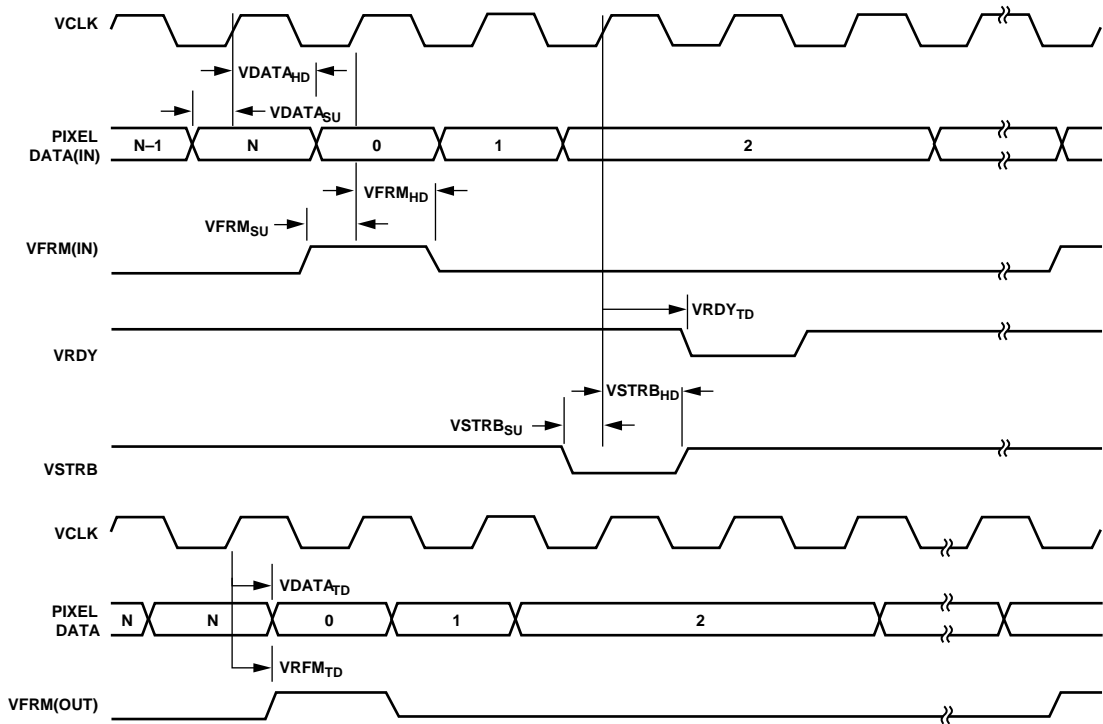 VCLK
VDATAHD
VDATASU
PIXEL
DATA(IN)
N–1
N
0
1
2
VFRMHD
VFRMSU
VFRM(IN)
VRDYTD
VRDY
VSTRBHD
VSTRBSU
VSTRB
VCLK
VDATATD
PIXEL
DATA
N
N
0
1
2
VRFMTD
VFRM(OUT)